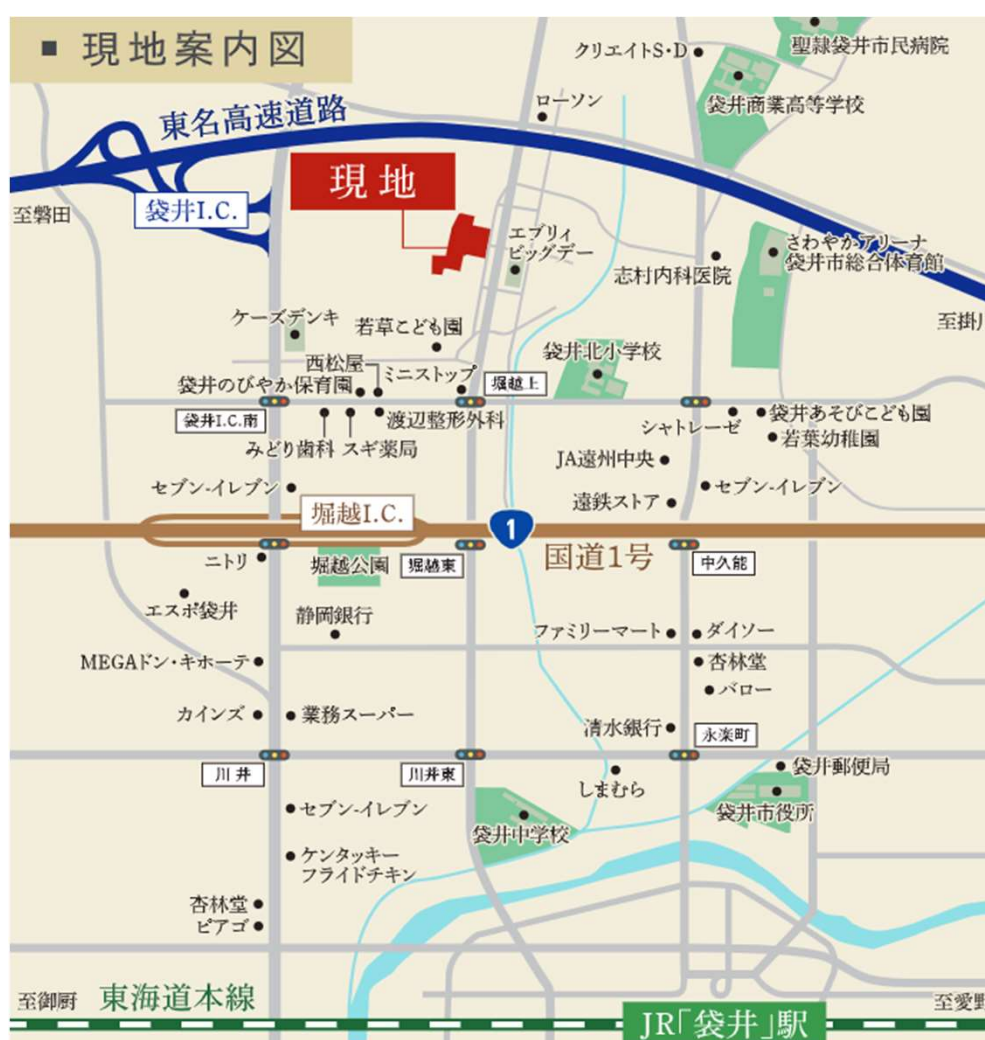 ■ 現地案内図
聖隷袋井市民病院
クリエイトS・D
袋井商業高等学校
ローソン
東名高速道路
現地
袋井I.C.
至磐田
エブリィ
ビッグデー
さわやかアリーナ
袋井市総合体育館
志村内科医院
至掛川
ケーズデンキ
若草こども園
袋井北小学校
西松屋
ミニストップ
堀越上
袋井のびやか保育園
袋井I.C.南
渡辺整形外科
シャトレーゼ
袋井あそびこども園
みどり歯科
スギ薬局
若葉幼稚園
JA遠州中央
セブン-イレブン
セブン-イレブン
遠鉄ストア
堀越I.C.
1
国道1号
ニトリ
堀越公園
堀越東
中久能
エスポ袋井
静岡銀行
ファミリーマート
ダイソー
MEGAドン・キホーテ
杏林堂
バロー
カインズ
業務スーパー
清水銀行
永楽町
川井
川井東
袋井郵便局
しまむら
セブン-イレブン
袋井中学校
袋井市役所
ケンタッキー
フライドチキン
杏林堂
ピアゴ
至御厨
東海道本線
至愛野
JR「袋井」駅